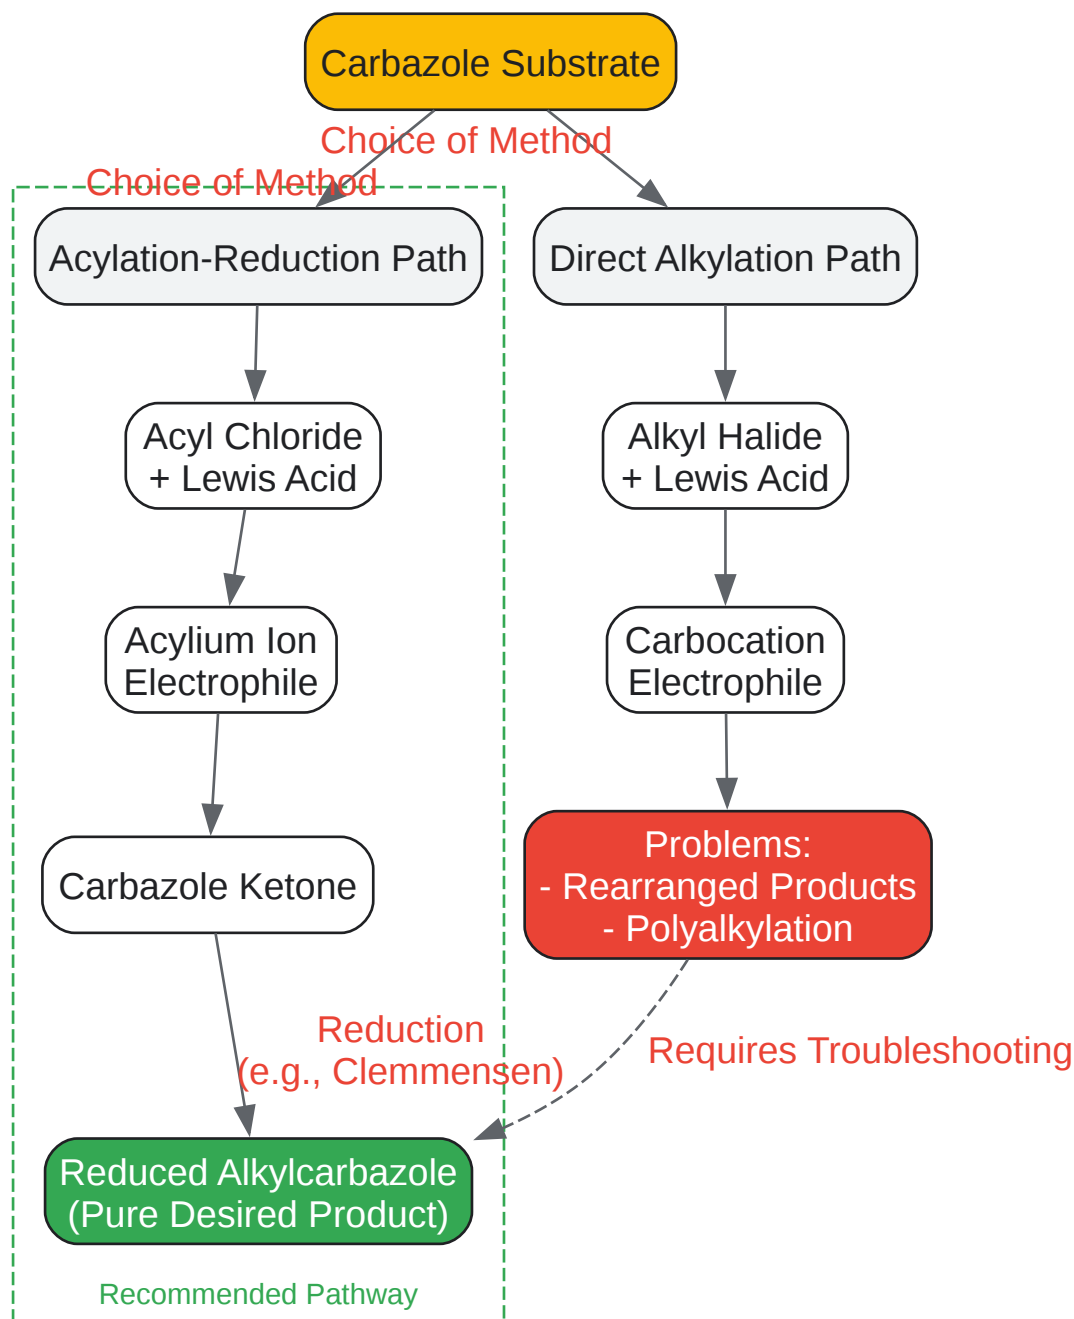 Carbazole Substrate
Choice of Method
Choice of Method
Acylation-Reduction Path
Direct Alkylation Path
Acyl Chloride
+ Lewis Acid
Alkyl Halide
+ Lewis Acid
Acylium Ion
Electrophile
Carbocation
Electrophile
Problems:
- Rearranged Products
- Polyalkylation
Carbazole Ketone
Reduction
(e.g., Clemmensen)
Requires Troubleshooting
Reduced Alkylcarbazole
(Pure Desired Product)
Recommended Pathway